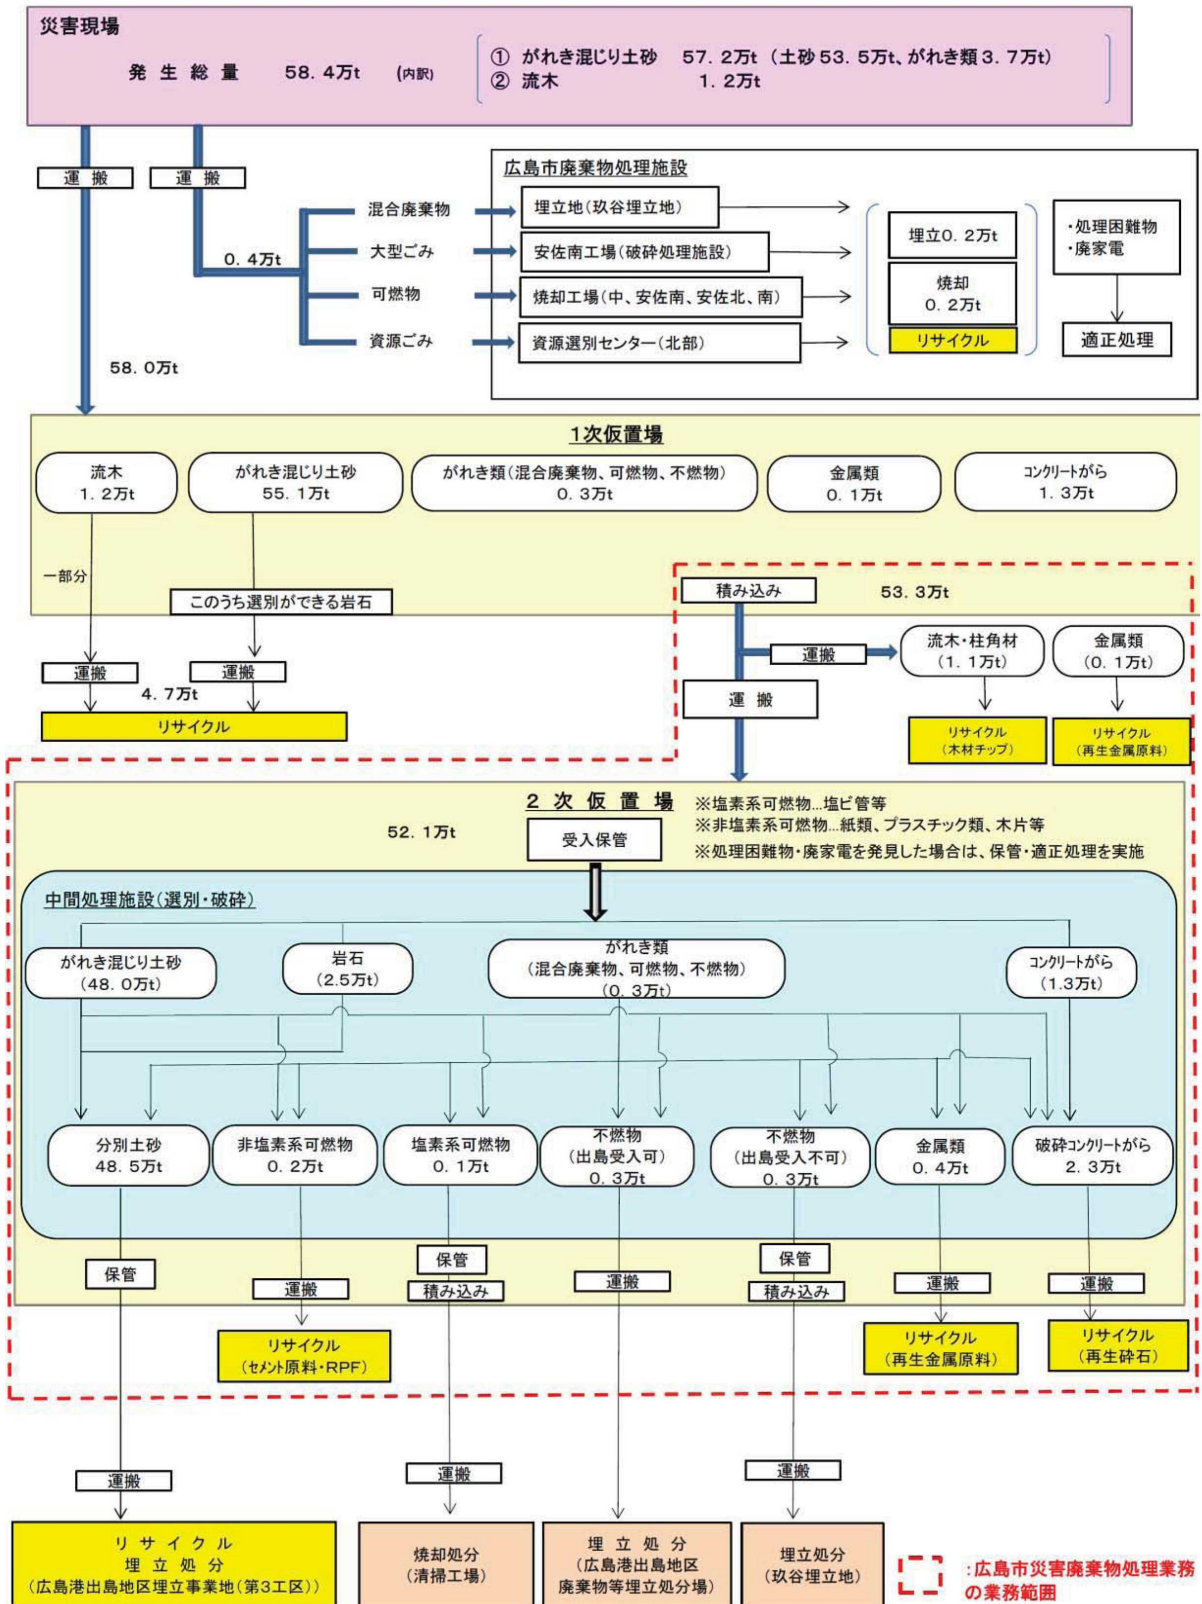 災害現場
発 生 総 量　58.4万t　(内訳)
① がれき混じり土砂　57.2万t (土砂53.5万t、がれき類3.7万t)
② 流木　1.2万t
運 搬
運 搬
0.4万t
58.0万t
混合廃棄物
大型ごみ
可燃物
資源ごみ
広島市廃棄物処理施設
埋立地(玖谷埋立地)
安佐南工場(破砕処理施設)
焼却工場(中、安佐南、安佐北、南)
資源選別センター(北部)
埋立0.2万t
焼却
0.2万t
リサイクル
・処理困難物
・廃家電
適正処理
1次仮置場
流木
1.2万t
がれき混じり土砂
55.1万t
がれき類(混合廃棄物、可燃物、不燃物)
0.3万t
金属類
0.1万t
コンクリートがら
1.3万t
一部分
このうち選別ができる岩石
運搬
運搬
4.7万t
リサイクル
積み込み
53.3万t
運搬
運 搬
流木・柱角材
(1.1万t)
金属類
(0.1万t)
リサイクル
(木材チップ)
リサイクル
(再生金属原料)
2 次 仮 置 場
※塩素系可燃物…塩ビ管等
※非塩素系可燃物…紙類、プラスチック類、木片等
※処理困難物・廃家電を発見した場合は、保管・適正処理を実施
52.1万t
受入保管
中間処理施設(選別・破砕)
がれき混じり土砂
(48.0万t)
岩石
(2.5万t)
がれき類
(混合廃棄物、可燃物、不燃物)
(0.3万t)
コンクリートがら
(1.3万t)
分別土砂
48.5万t
非塩素系可燃物
0.2万t
塩素系可燃物
0.1万t
不燃物
(出島受入可)
0.3万t
不燃物
(出島受入不可)
0.3万t
金属類
0.4万t
破砕コンクリートがら
2.3万t
保管
運搬
保管
積み込み
運搬
保管
積み込み
運搬
運搬
リサイクル
(セメント原料・RPF)
リサイクル
(再生金属原料)
リサイクル
(再生砕石)
運搬
運搬
運搬
リ サ イ ク ル
埋 立 処 分
(広島港出島地区埋立事業地(第3工区))
焼却処分
(清掃工場)
埋 立 処 分
(広島港出島地区
廃棄物等埋立処分場)
埋立処分
(玖谷埋立地)
:広島市災害廃棄物処理業務
の業務範囲